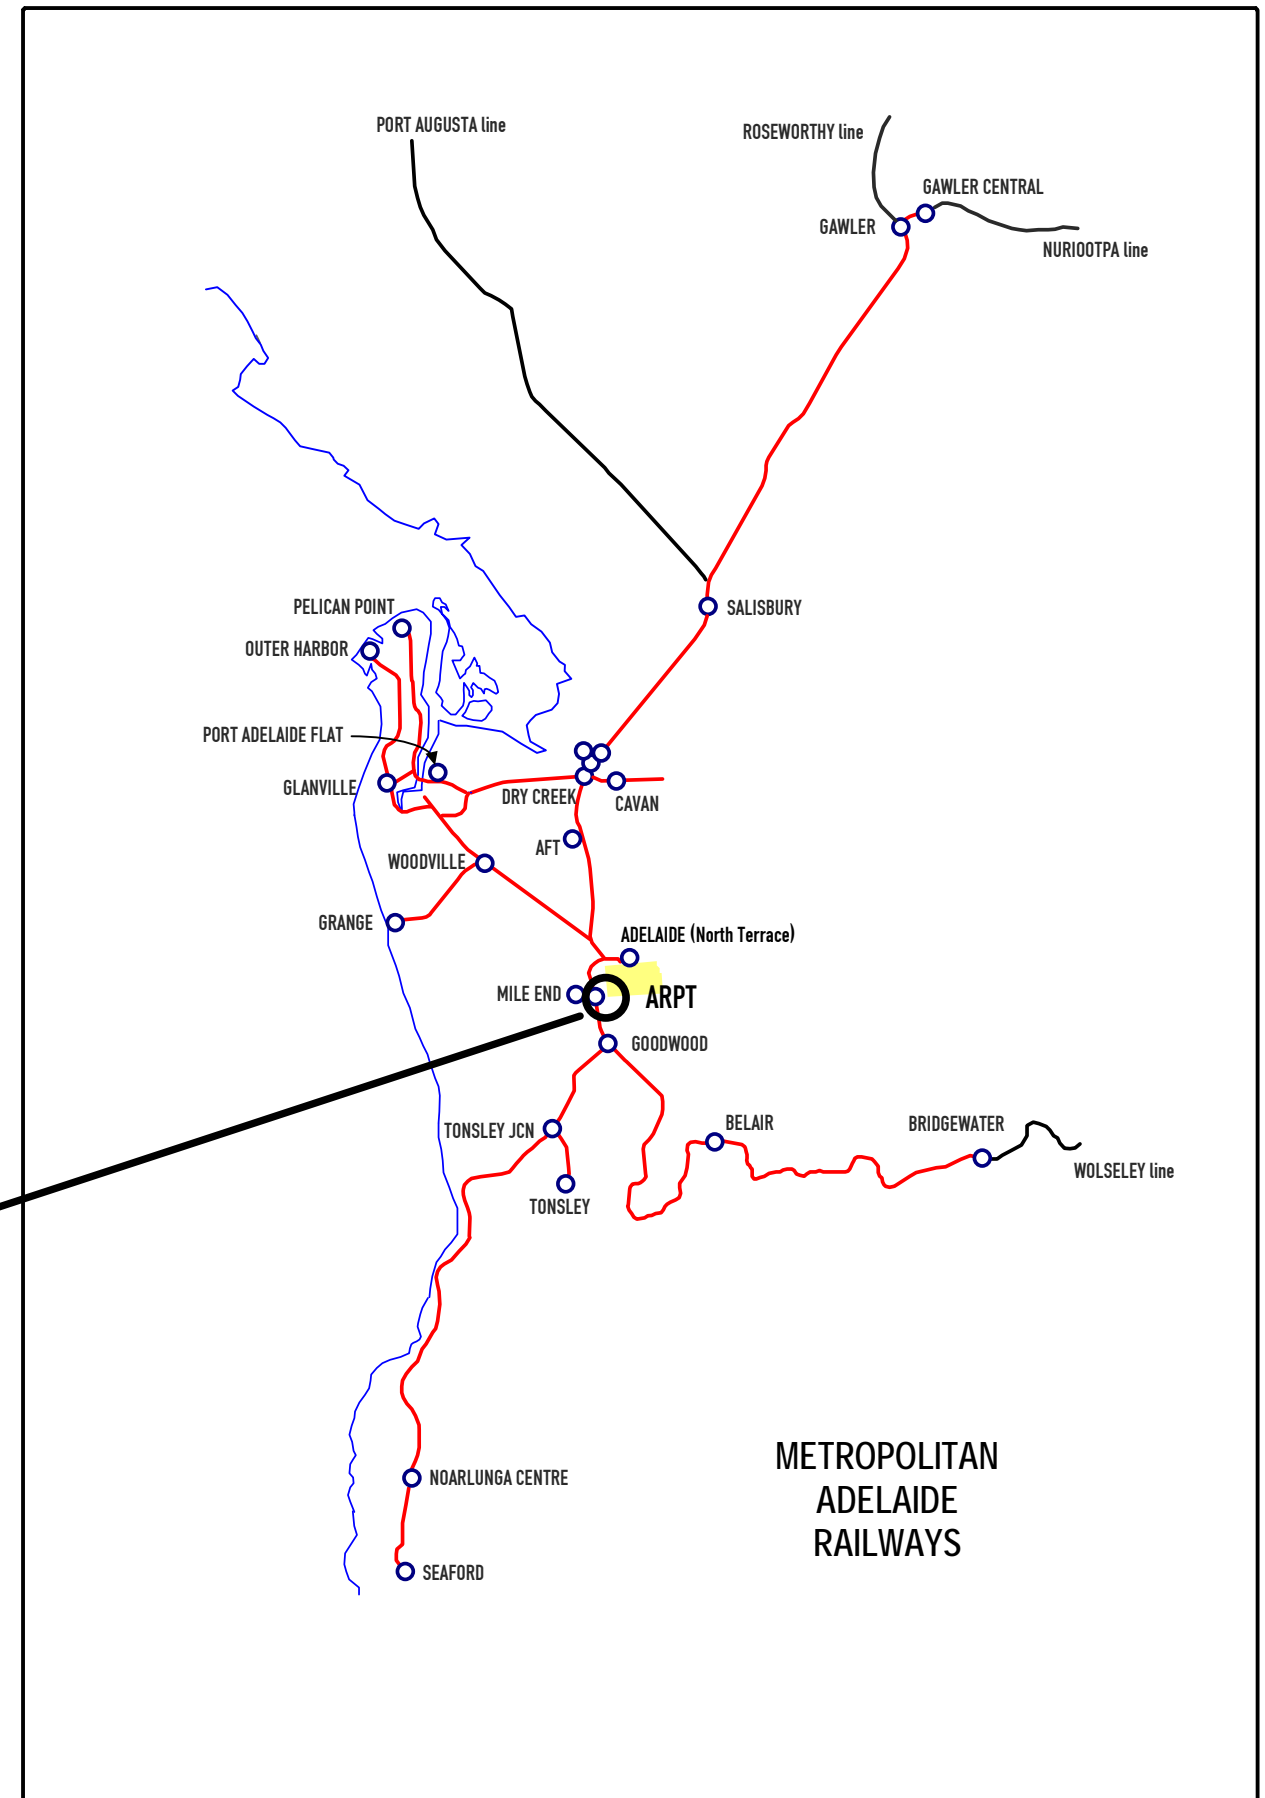 PORT AUGUSTA line
ROSEWORTHY line
GAWLER CENTRAL
GAWLER
NURIOOTPA line
PELICAN POINT
SALISBURY
OUTER HARBOR
PORT ADELAIDE FLAT
GLANVILLE
DRY CREEK
CAVAN
AFT
WOODVILLE
GRANGE
ADELAIDE (North Terrace)
MILE END
ARPT
GOODWOOD
TONSLEY JCN
BELAIR
BRIDGEWATER
WOLSELEY line
TONSLEY
METROPOLITAN
ADELAIDE
RAILWAYS
NOARLUNGA CENTRE
SEAFORD